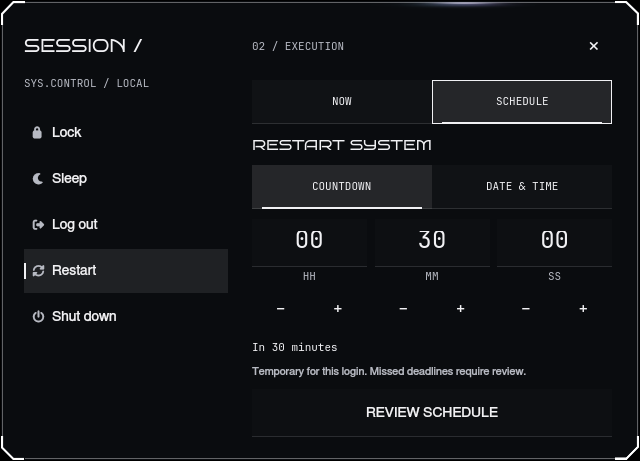 SESSION /
SYS.CONTROL / LOCAL
Lock
Sleep
Log out
Restart
Shut down
02 / EXECUTION
×
NOW
SCHEDULE
RESTART SYSTEM
COUNTDOWN
DATE & TIME
00
30
00
HH
MM
SS
− + − + − +
In 30 minutes
Temporary for this login. Missed deadlines require review.
REVIEW SCHEDULE